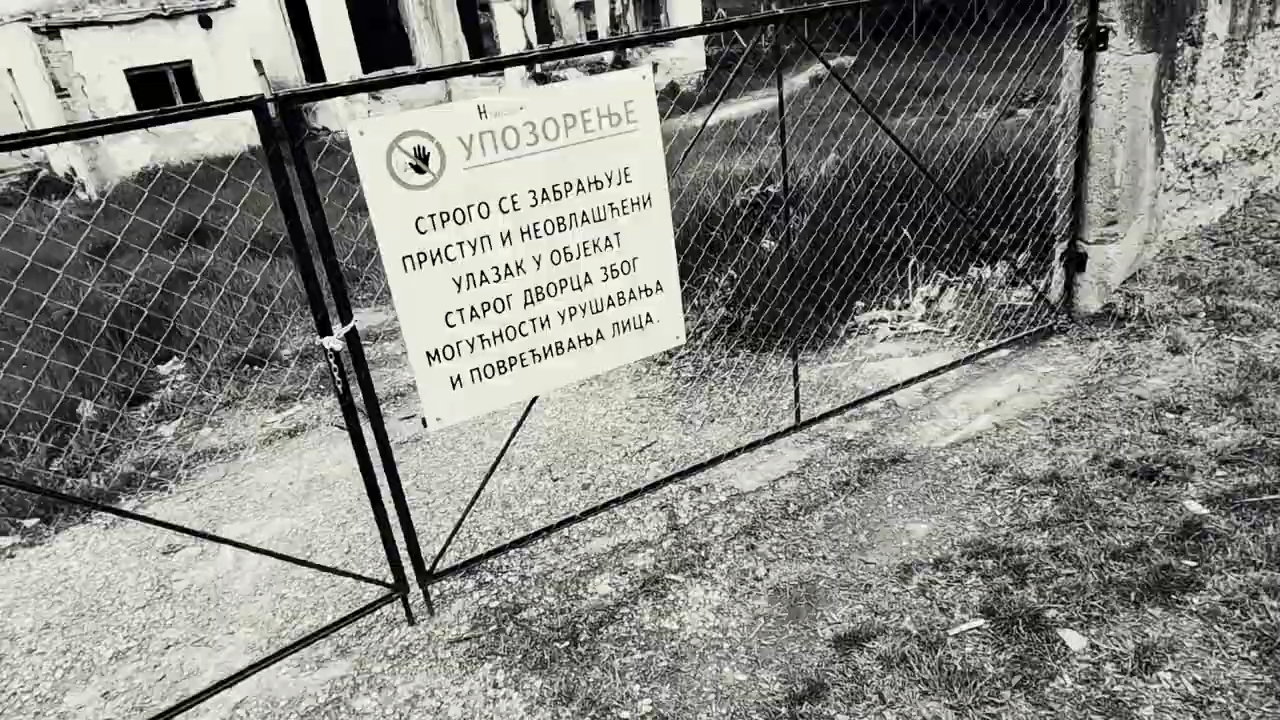 УПОЗОРЕЊЕ
СТРОГО СЕ ЗАБРАЊУЈЕ
ПРИСТУП И НЕОВЛАШЋЕНИ
УЛАЗАК У ОБЈЕКАТ
СТАРОГ ДВОРЦА ЗБОГ
МОГУЋНОСТИ УРУШАВАЊА
И ПОВРЕЂИВАЊА ЛИЦА.